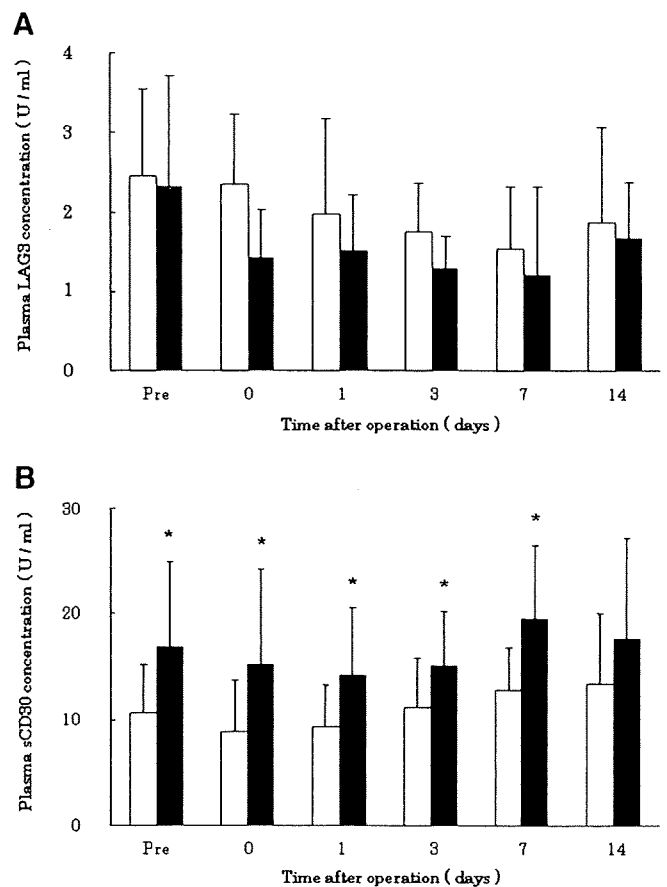 A
Plasma LAG3 concentration ( U / ml )
4
3
2
1
0
Pre 0 1 3 7 14
Time after operation ( days )
B
Plasma sCD30 concentration ( U / ml )
30
20
10
0
* * * * *
Pre 0 1 3 7 14
Time after operation ( days )